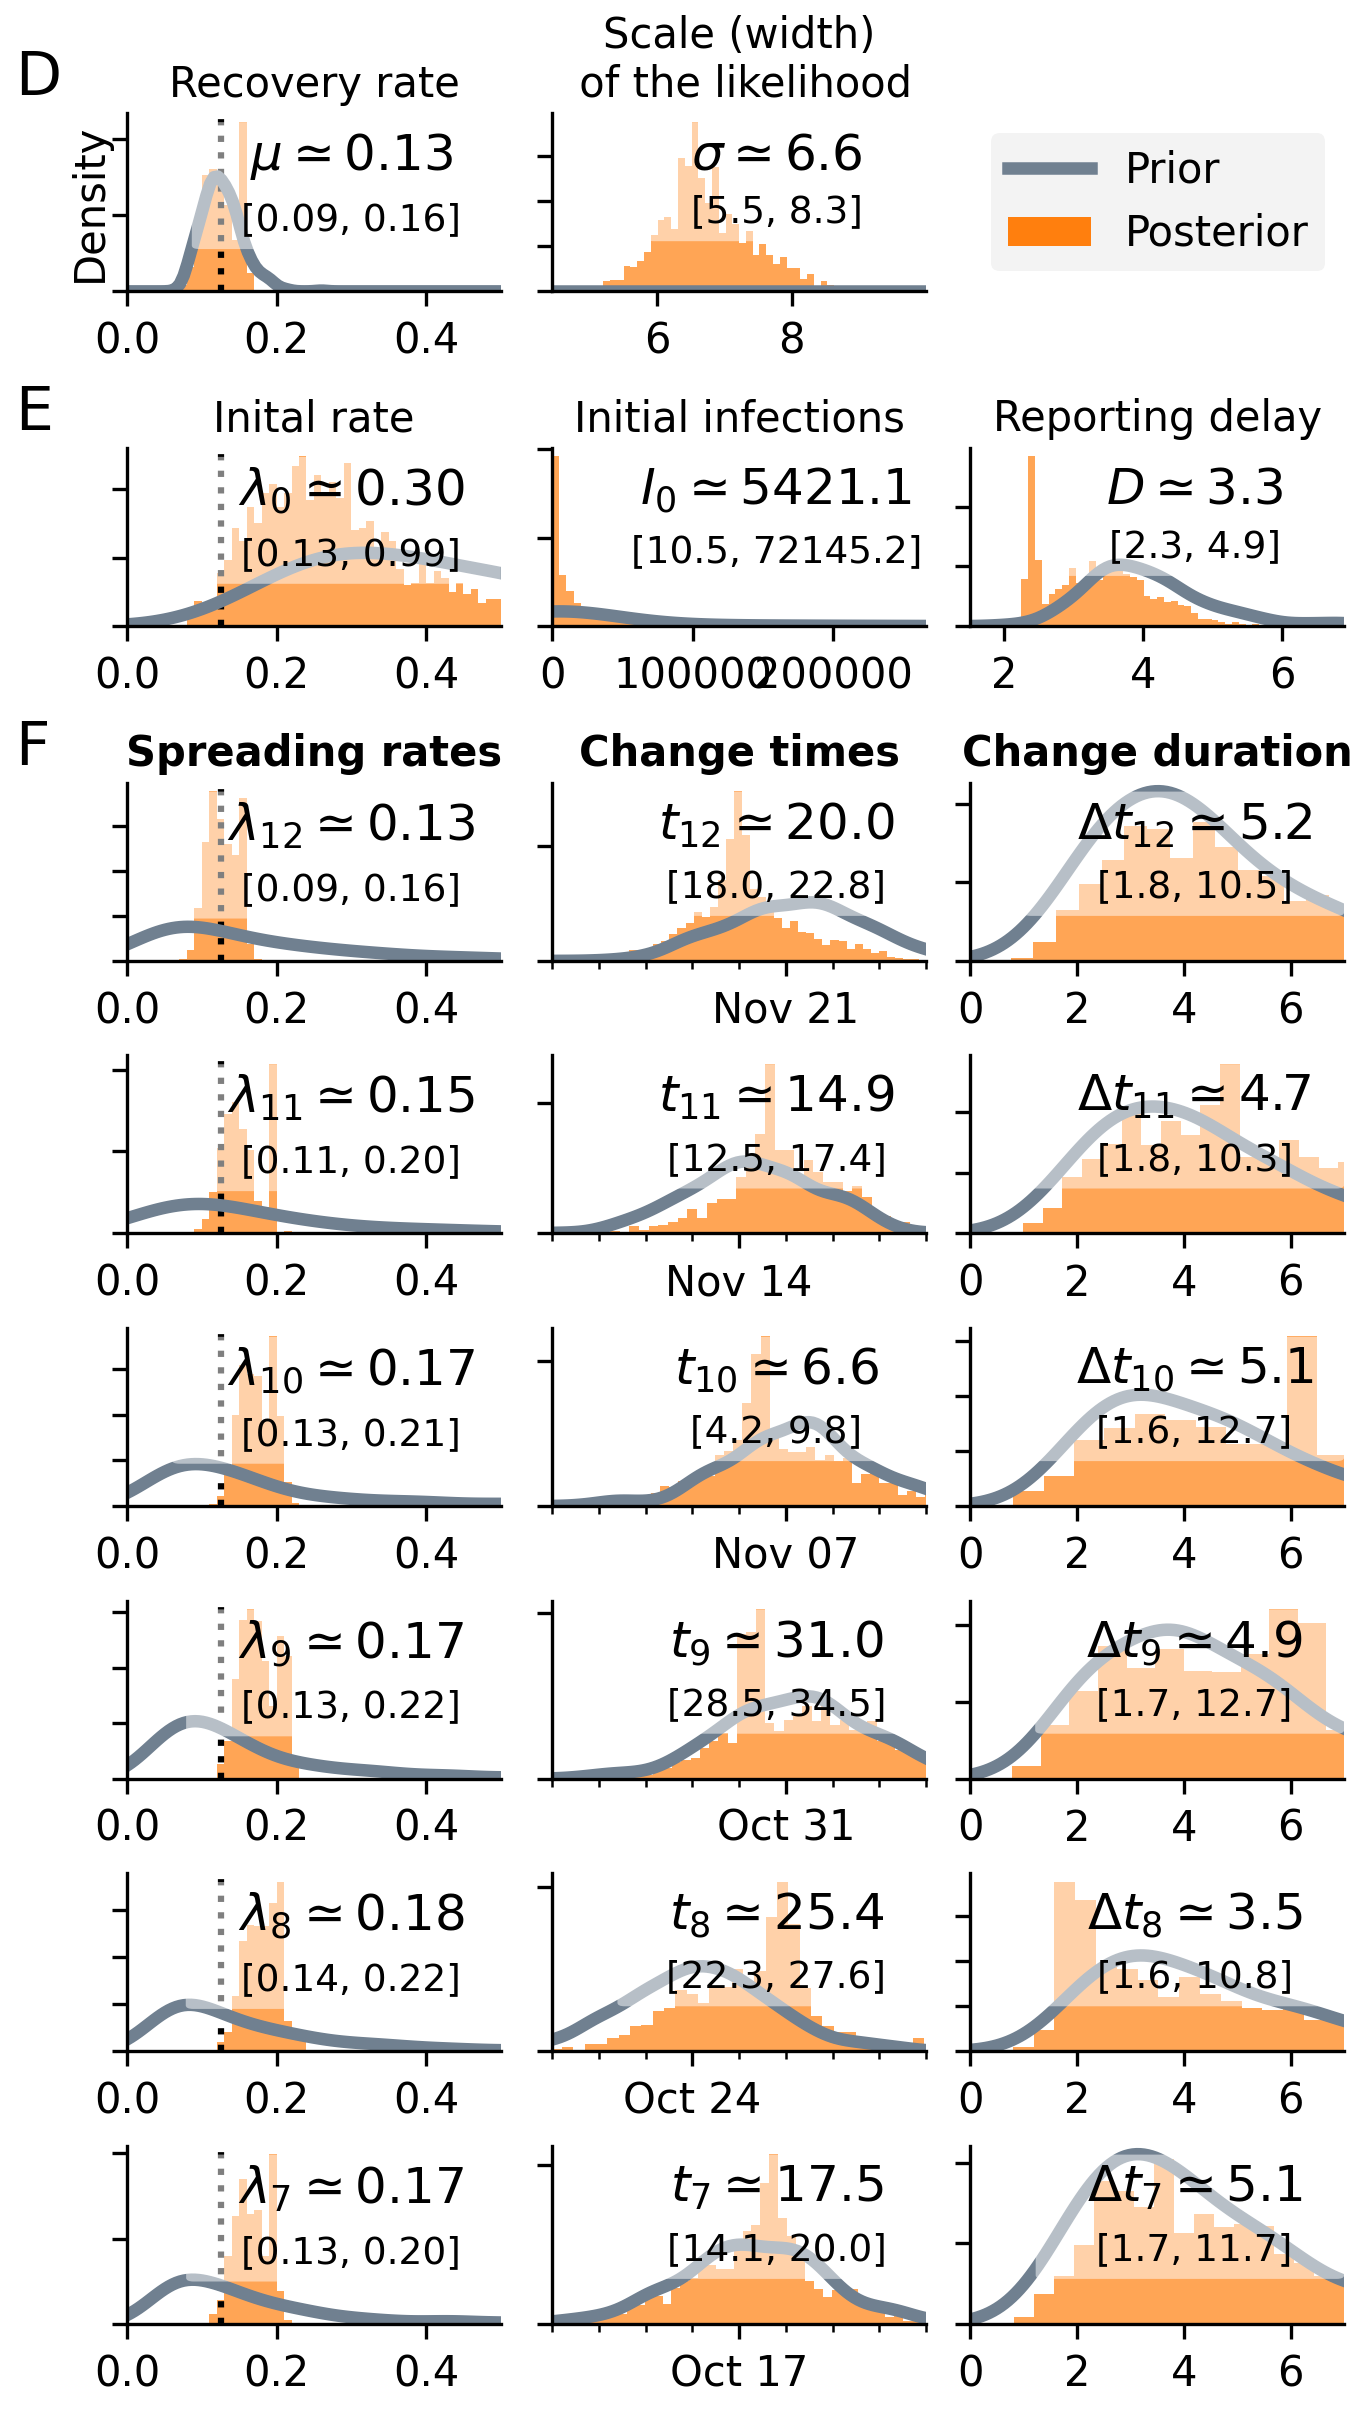 D
Recovery rate
Scale (width)
of the likelihood
Density
μ ≃ 0.13
[0.09, 0.16]
0.0 0.2 0.4
σ ≃ 6.6
[5.5, 8.3]
6 8
Prior
Posterior
E
Inital rate
λ0 ≃ 0.30
[0.13, 0.99]
0.0 0.2 0.4
Initial infections
I0 ≃ 5421.1
[10.5, 72145.2]
0 100000 200000
Reporting delay
D ≃ 3.3
[2.3, 4.9]
2 4 6
F
Spreading rates
Change times
Change duration
λ12 ≃ 0.13
[0.09, 0.16]
0.0 0.2 0.4
t12 ≃ 20.0
[18.0, 22.8]
Nov 21
Δt12 ≃ 5.2
[1.8, 10.5]
0 2 4 6
λ11 ≃ 0.15
[0.11, 0.20]
0.0 0.2 0.4
t11 ≃ 14.9
[12.5, 17.4]
Nov 14
Δt11 ≃ 4.7
[1.8, 10.3]
0 2 4 6
λ10 ≃ 0.17
[0.13, 0.21]
0.0 0.2 0.4
t10 ≃ 6.6
[4.2, 9.8]
Nov 07
Δt10 ≃ 5.1
[1.6, 12.7]
0 2 4 6
λ9 ≃ 0.17
[0.13, 0.22]
0.0 0.2 0.4
t9 ≃ 31.0
[28.5, 34.5]
Oct 31
Δt9 ≃ 4.9
[1.7, 12.7]
0 2 4 6
λ8 ≃ 0.18
[0.14, 0.22]
0.0 0.2 0.4
t8 ≃ 25.4
[22.3, 27.6]
Oct 24
Δt8 ≃ 3.5
[1.6, 10.8]
0 2 4 6
λ7 ≃ 0.17
[0.13, 0.20]
0.0 0.2 0.4
t7 ≃ 17.5
[14.1, 20.0]
Oct 17
Δt7 ≃ 5.1
[1.7, 11.7]
0 2 4 6